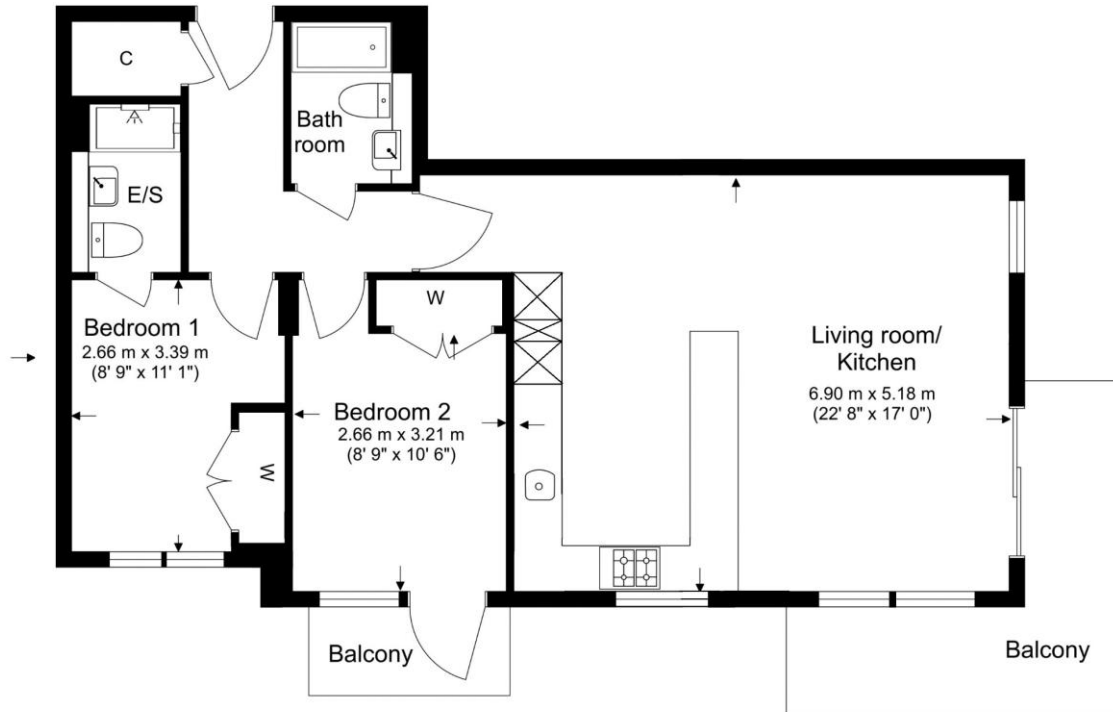 C
Bath
room
E/S
W
Bedroom 1
2.66 m x 3.39 m
(8' 9" x 11' 1")
Living room/
Kitchen
6.90 m x 5.18 m
(22' 8" x 17' 0")
Bedroom 2
2.66 m x 3.21 m
(8' 9" x 10' 6")
W
Balcony
Balcony